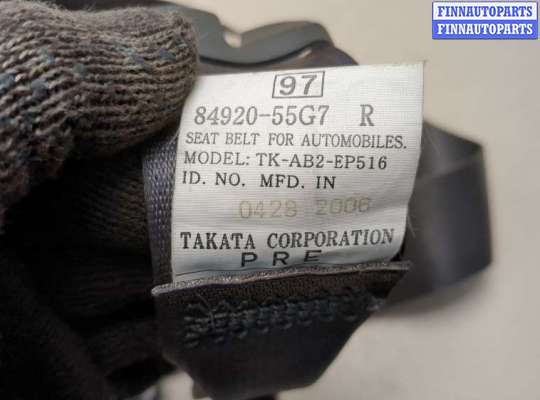 FINNAUTOPARTS
FINNAUTOPARTS
97
84920-55G7 R
SEAT BELT FOR AUTOMOBILES.
MODEL: TK-AB2-EP516
ID. NO. MFD. IN
0428 2006
TAKATA CORPORATION
PRE